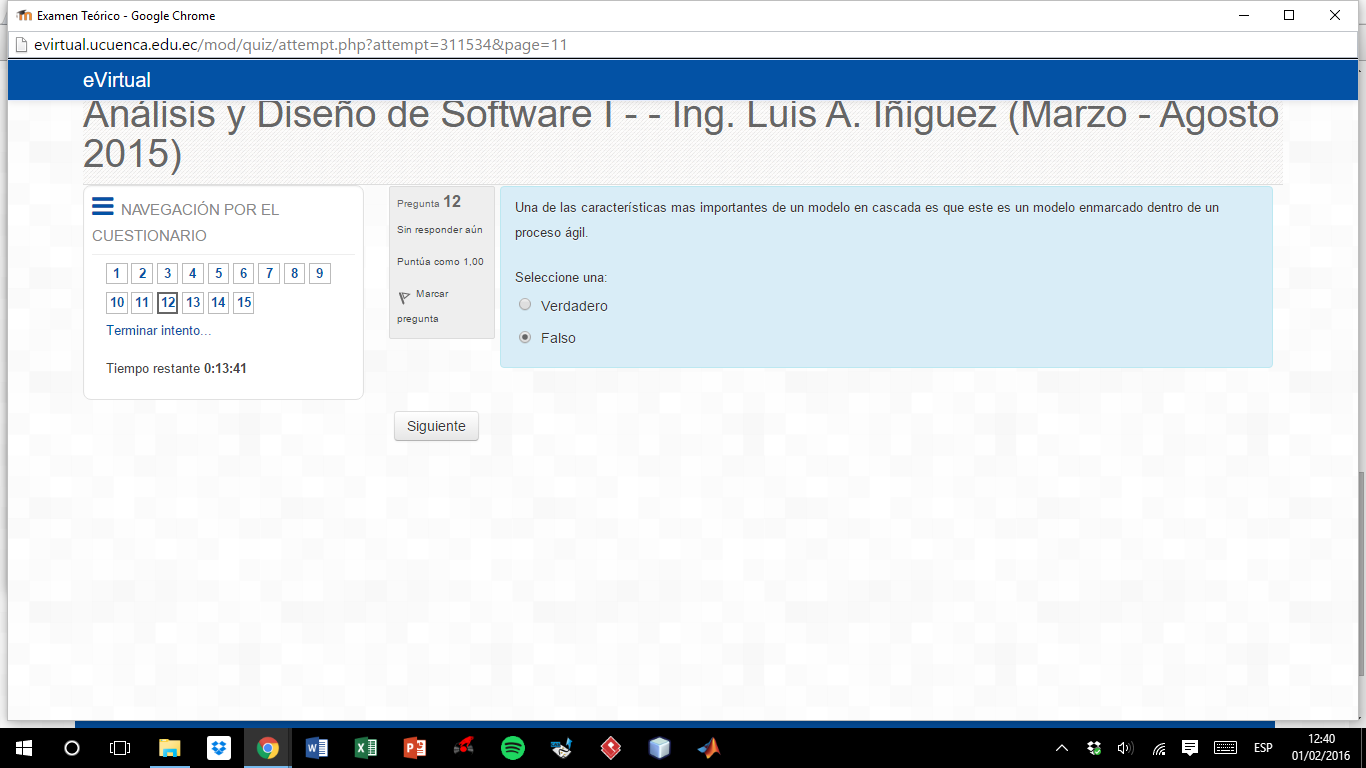 Examen Teórico - Google Chrome
evirtual.ucuenca.edu.ec/mod/quiz/attempt.php?attempt=311534&page=11
eVirtual
Análisis y Diseño de Software I - - Ing. Luis A. Iñiguez (Marzo - Agosto
2015)
NAVEGACIÓN POR EL
CUESTIONARIO
1 2 3 4 5 6 7 8 9
10 11 12 13 14 15
Terminar intento...
Tiempo restante 0:13:41
Pregunta 12
Sin responder aún
Puntúa como 1,00
Marcar
pregunta
Una de las características mas importantes de un modelo en cascada es que este es un modelo enmarcado dentro de un
proceso ágil.
Seleccione una:
Verdadero
Falso
Siguiente
ESP
12:40
01/02/2016